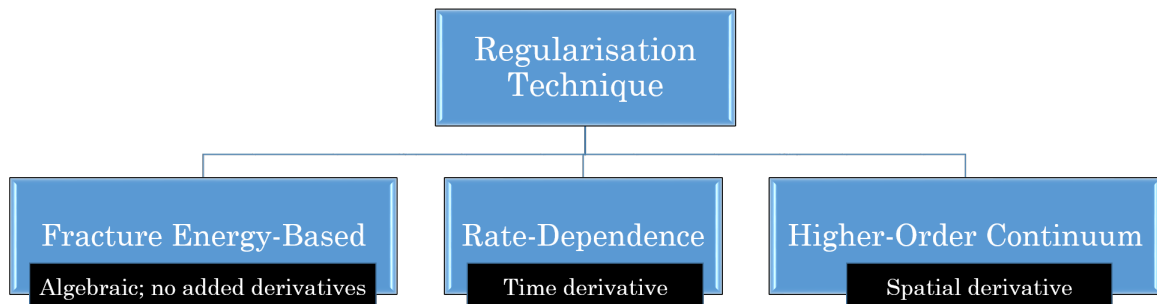 Regularisation
Technique
Fracture Energy-Based
Algebraic; no added derivatives
Rate-Dependence
Time derivative
Higher-Order Continuum
Spatial derivative